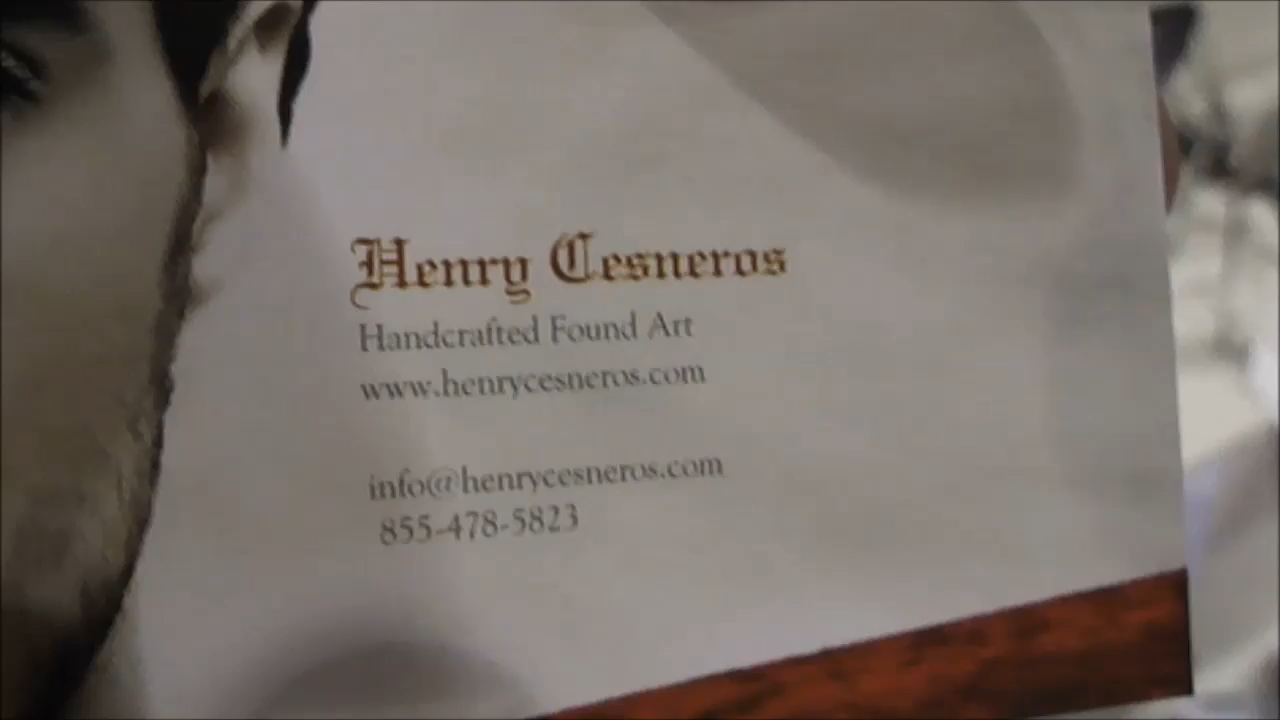 Henry Cesneros
Handcrafted Found Art
www.henrycesneros.com
info@henrycesneros.com
855-478-5823